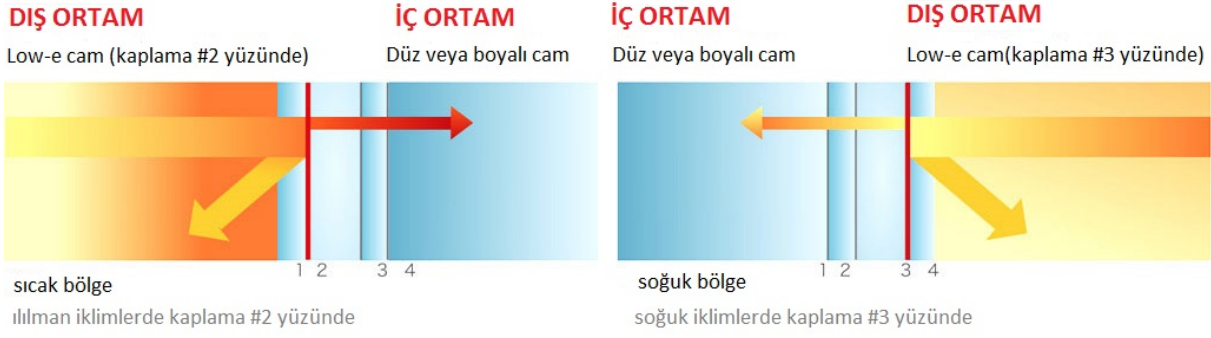 DIŞ ORTAM
İÇ ORTAM
Low-e cam (kaplama #2 yüzünde)
Düz veya boyalı cam
1 2 3 4
sıcak bölge
ılılman iklimlerde kaplama #2 yüzünde
İÇ ORTAM
DIŞ ORTAM
Düz veya boyalı cam
Low-e cam(kaplama #3 yüzünde)
1 2 3 4
soğuk bölge
soğuk iklimlerde kaplama #3 yüzünde